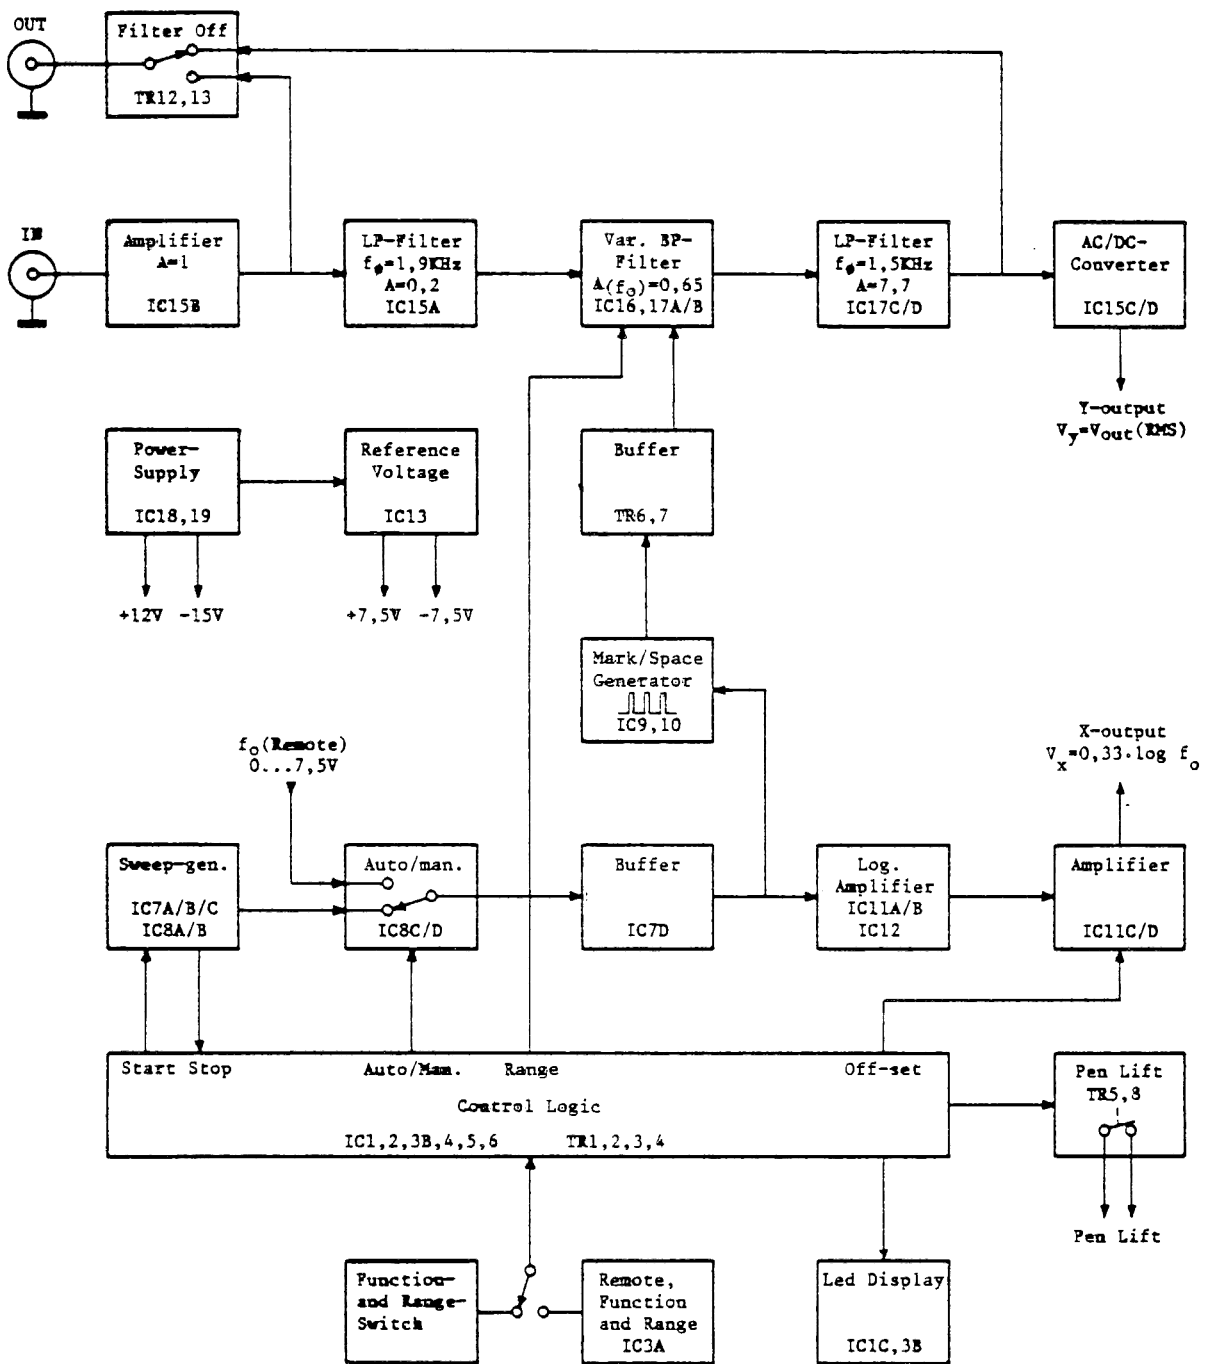 OUT
Filter Off
TR12,13
IN
Amplifier
A=1
IC15B
LP-Filter
fø=1,9KHz
A=0,2
IC15A
Var. BP-
Filter
A(fo)=0,65
IC16,17A/B
LP-Filter
fø=1,5KHz
A=7,7
IC17C/D
AC/DC-
Converter
IC15C/D
Y-output
Vy=Vout(RMS)
Power-
Supply
IC18,19
+12V -15V
Reference
Voltage
IC13
+7,5V -7,5V
Buffer
TR6,7
Mark/Space
Generator
IC9,10
fo(Remote)
0...7,5V
X-output
Vx=0,33·log fo
Sweep-gen.
IC7A/B/C
IC8A/B
Auto/man.
IC8C/D
Buffer
IC7D
Log.
Amplifier
IC11A/B
IC12
Amplifier
IC11C/D
Start Stop Auto/Man. Range Off-set
Control Logic
IC1,2,3B,4,5,6 TR1,2,3,4
Pen Lift
TR5,8
Pen Lift
Function-
and Range-
Switch
Remote,
Function
and Range
IC3A
Led Display
IC1C,3B